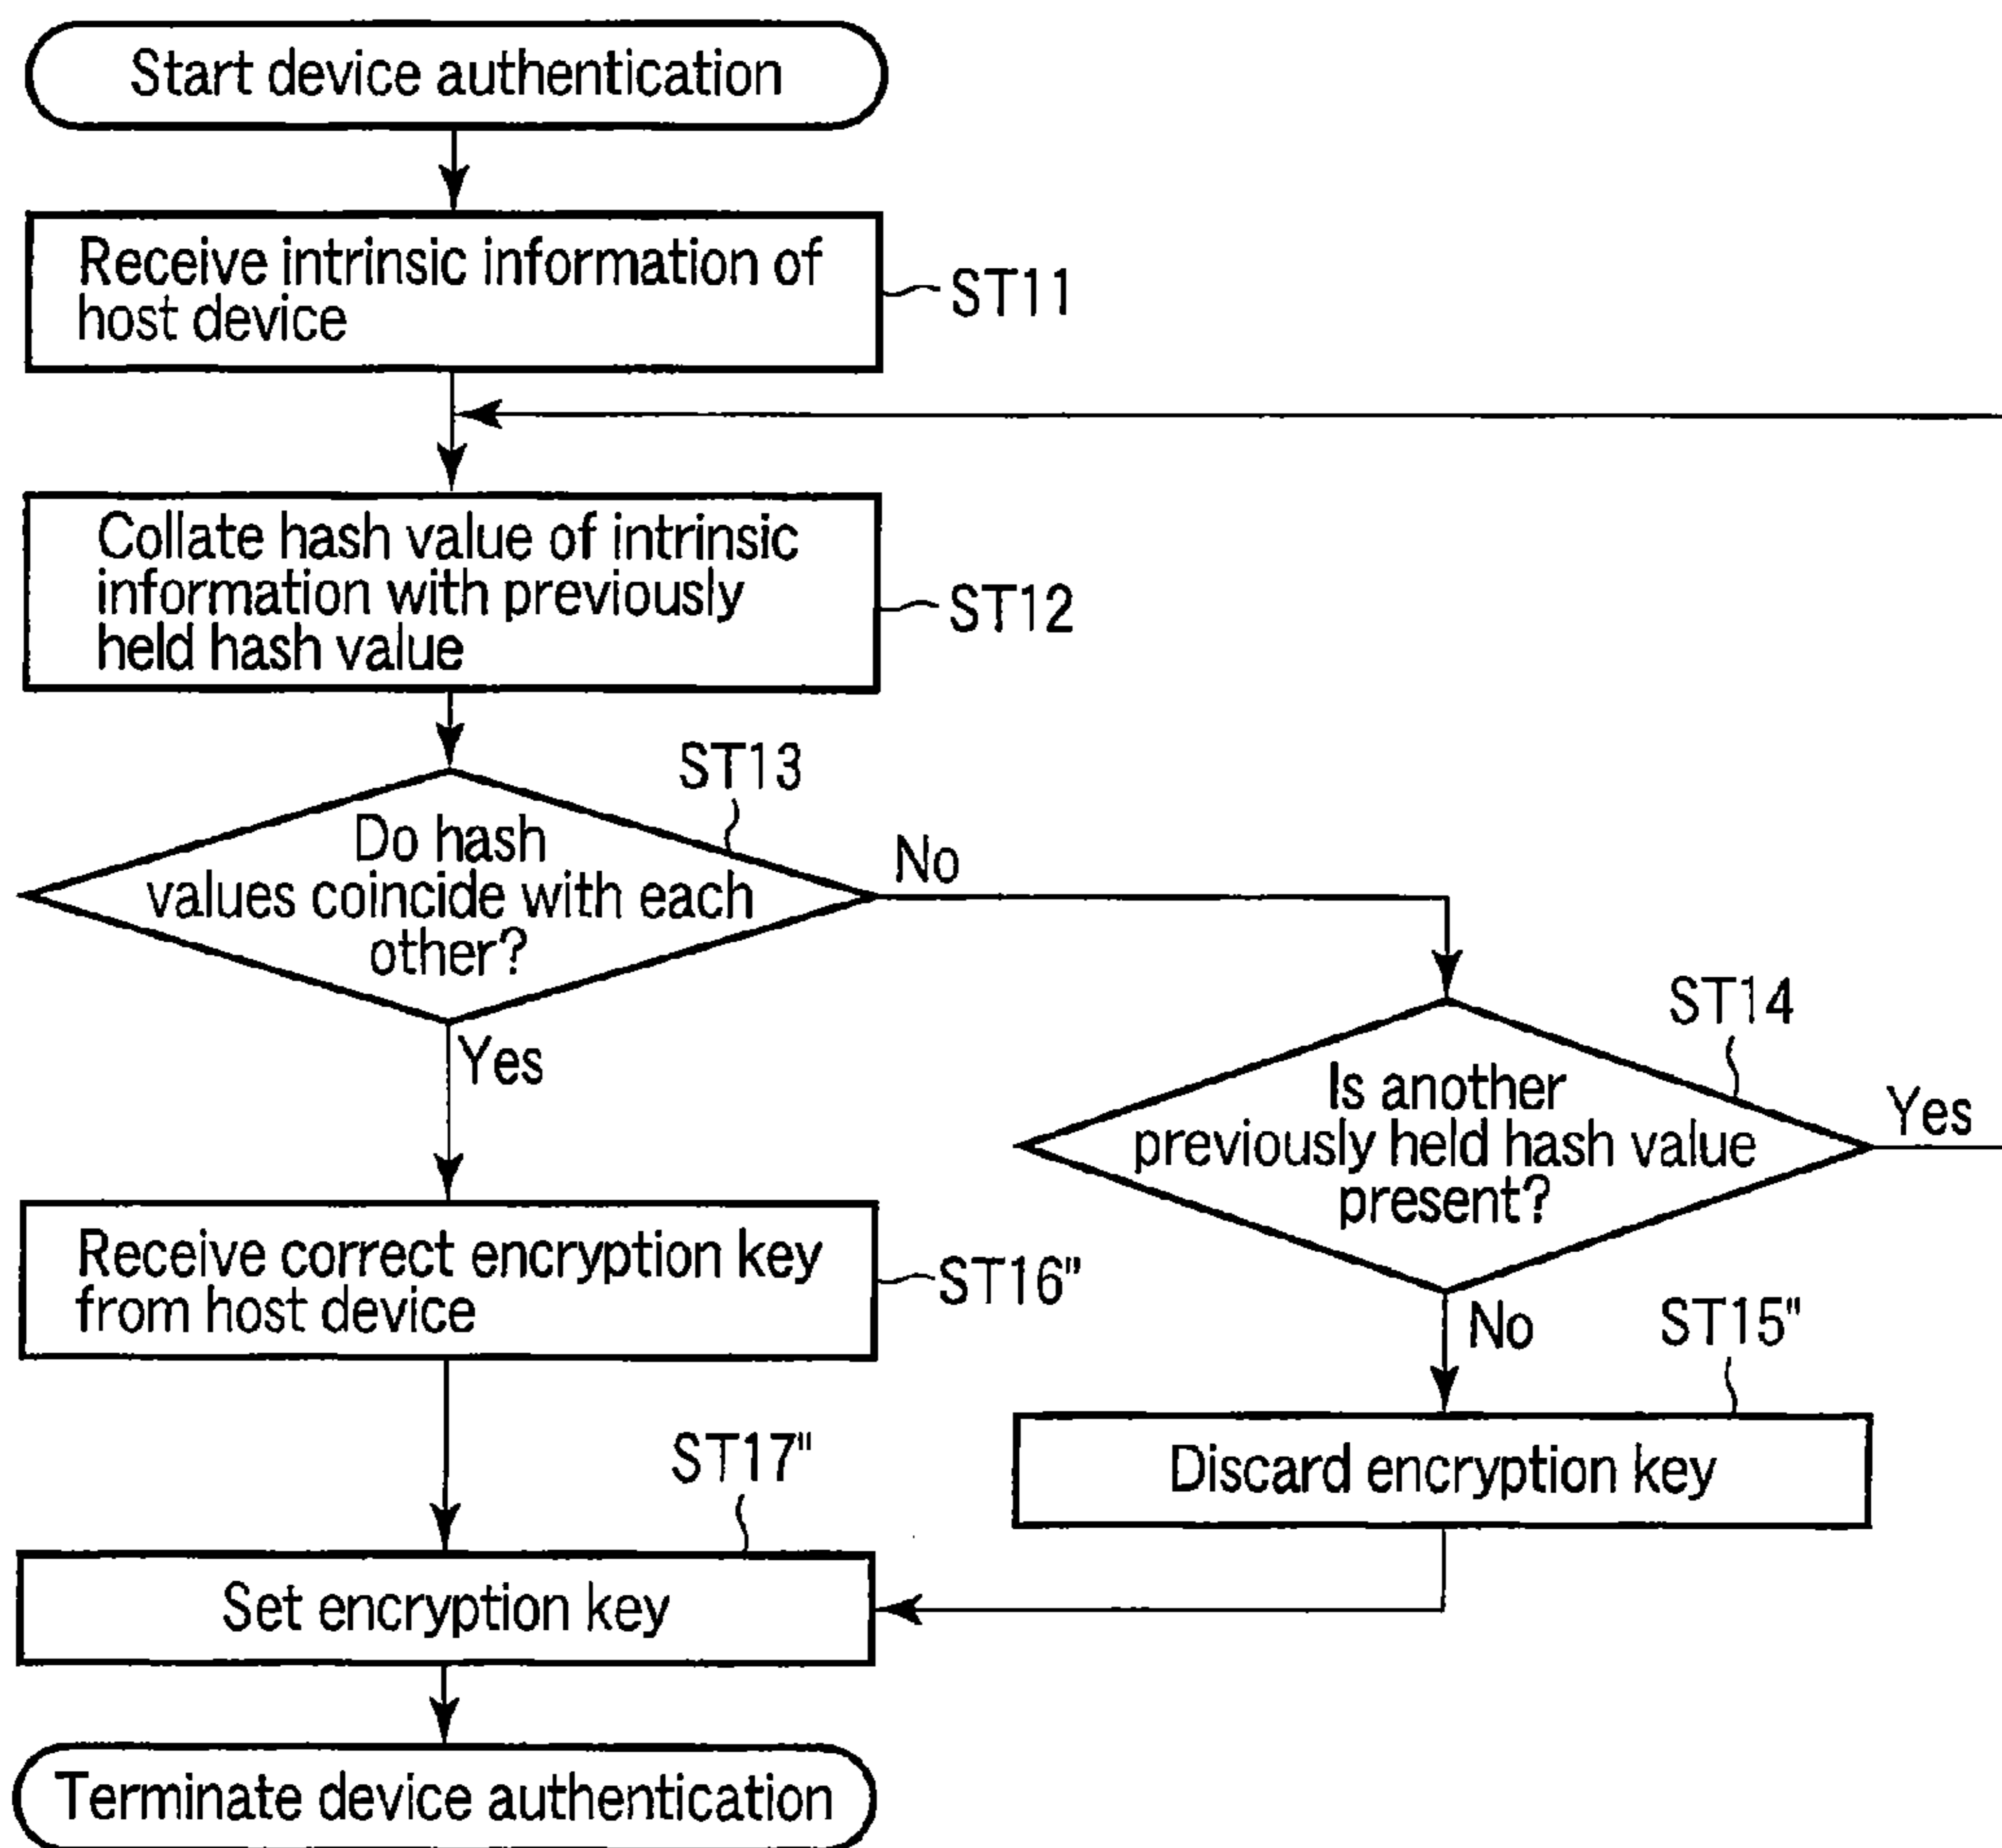 Start device authentication
Receive intrinsic information of
host device
ST11
Collate hash value of intrinsic
information with previously
held hash value
ST12
ST13
Do hash
values coincide with each
other?
No
Yes
ST14
Is another
previously held hash value
present?
Yes
No
Receive correct encryption key
from host device
ST16"
ST15"
Discard encryption key
ST17"
Set encryption key
Terminate device authentication